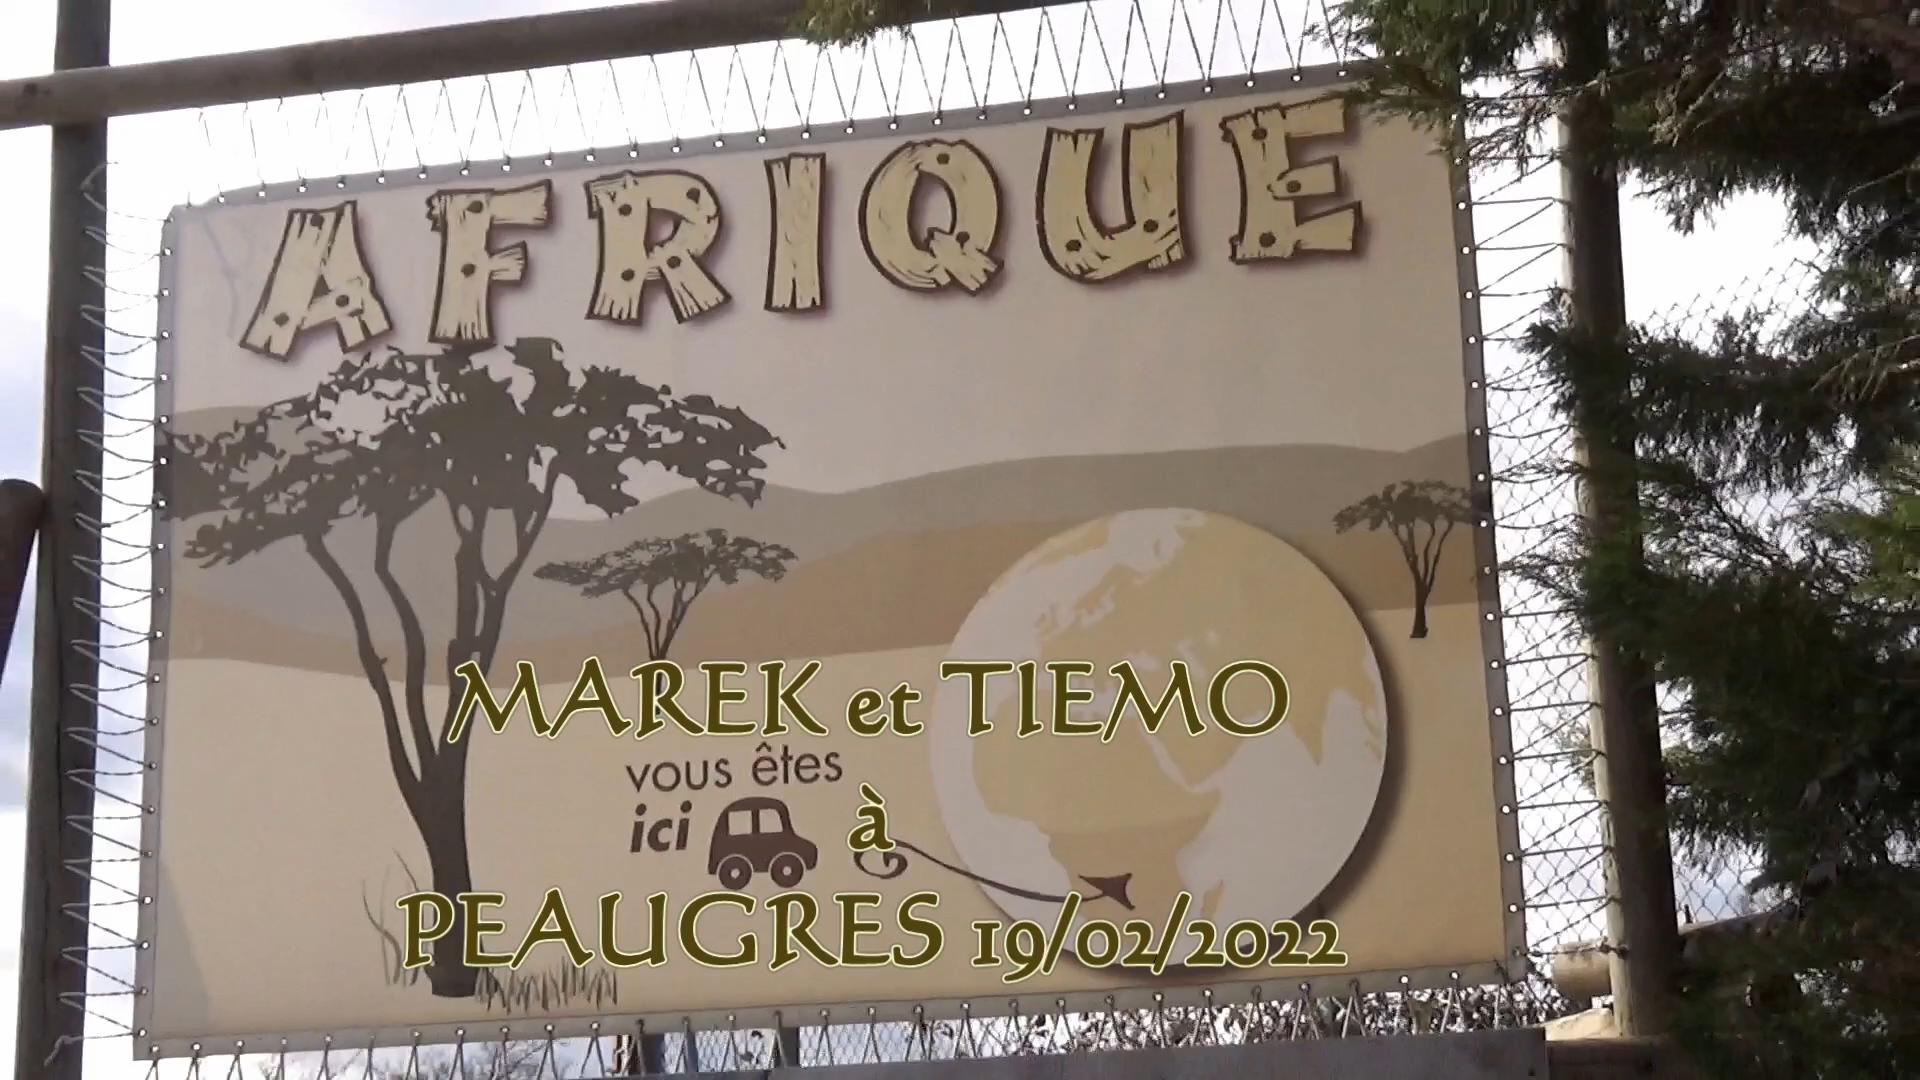 AFRIQUE
MAREK et TIEMO
vous êtes
ici
à
PEAUGRES 19/02/2022